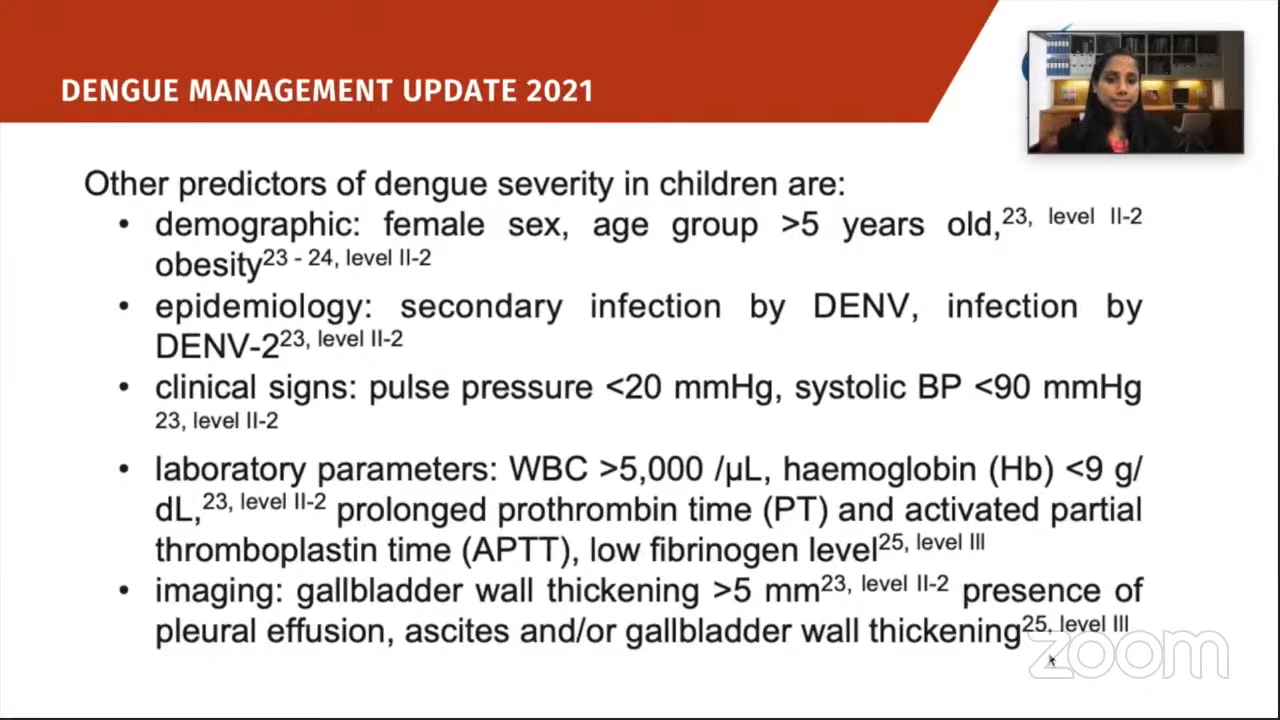 DENGUE MANAGEMENT UPDATE 2021
Other predictors of dengue severity in children are:
• demographic: female sex, age group >5 years old,23, level II-2
obesity23 - 24, level II-2
• epidemiology: secondary infection by DENV, infection by
DENV-223, level II-2
• clinical signs: pulse pressure <20 mmHg, systolic BP <90 mmHg
23, level II-2
• laboratory parameters: WBC >5,000 /µL, haemoglobin (Hb) <9 g/
dL,23, level II-2 prolonged prothrombin time (PT) and activated partial
thromboplastin time (APTT), low fibrinogen level25, level III
• imaging: gallbladder wall thickening >5 mm23, level II-2 presence of
pleural effusion, ascites and/or gallbladder wall thickening25, level III
zoom